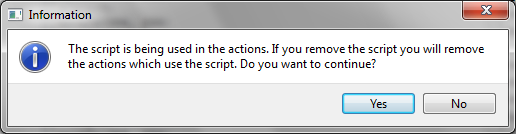 Information
The script is being used in the actions. If you remove the script you will remove
the actions which use the script. Do you want to continue?
Yes No